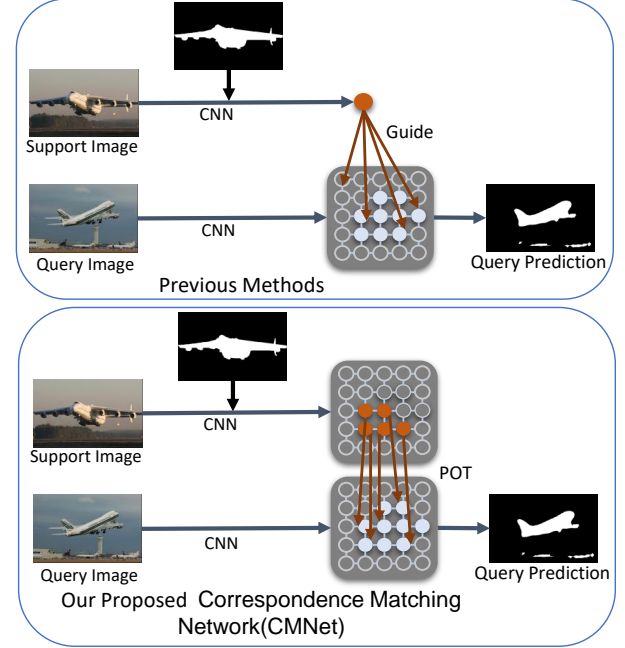 CNN
Support Image
Guide
CNN
Query Image
Query Prediction
Previous Methods
CNN
Support Image
POT
CNN
Query Image
Query Prediction
Our Proposed Correspondence Matching
Network(CMNet)